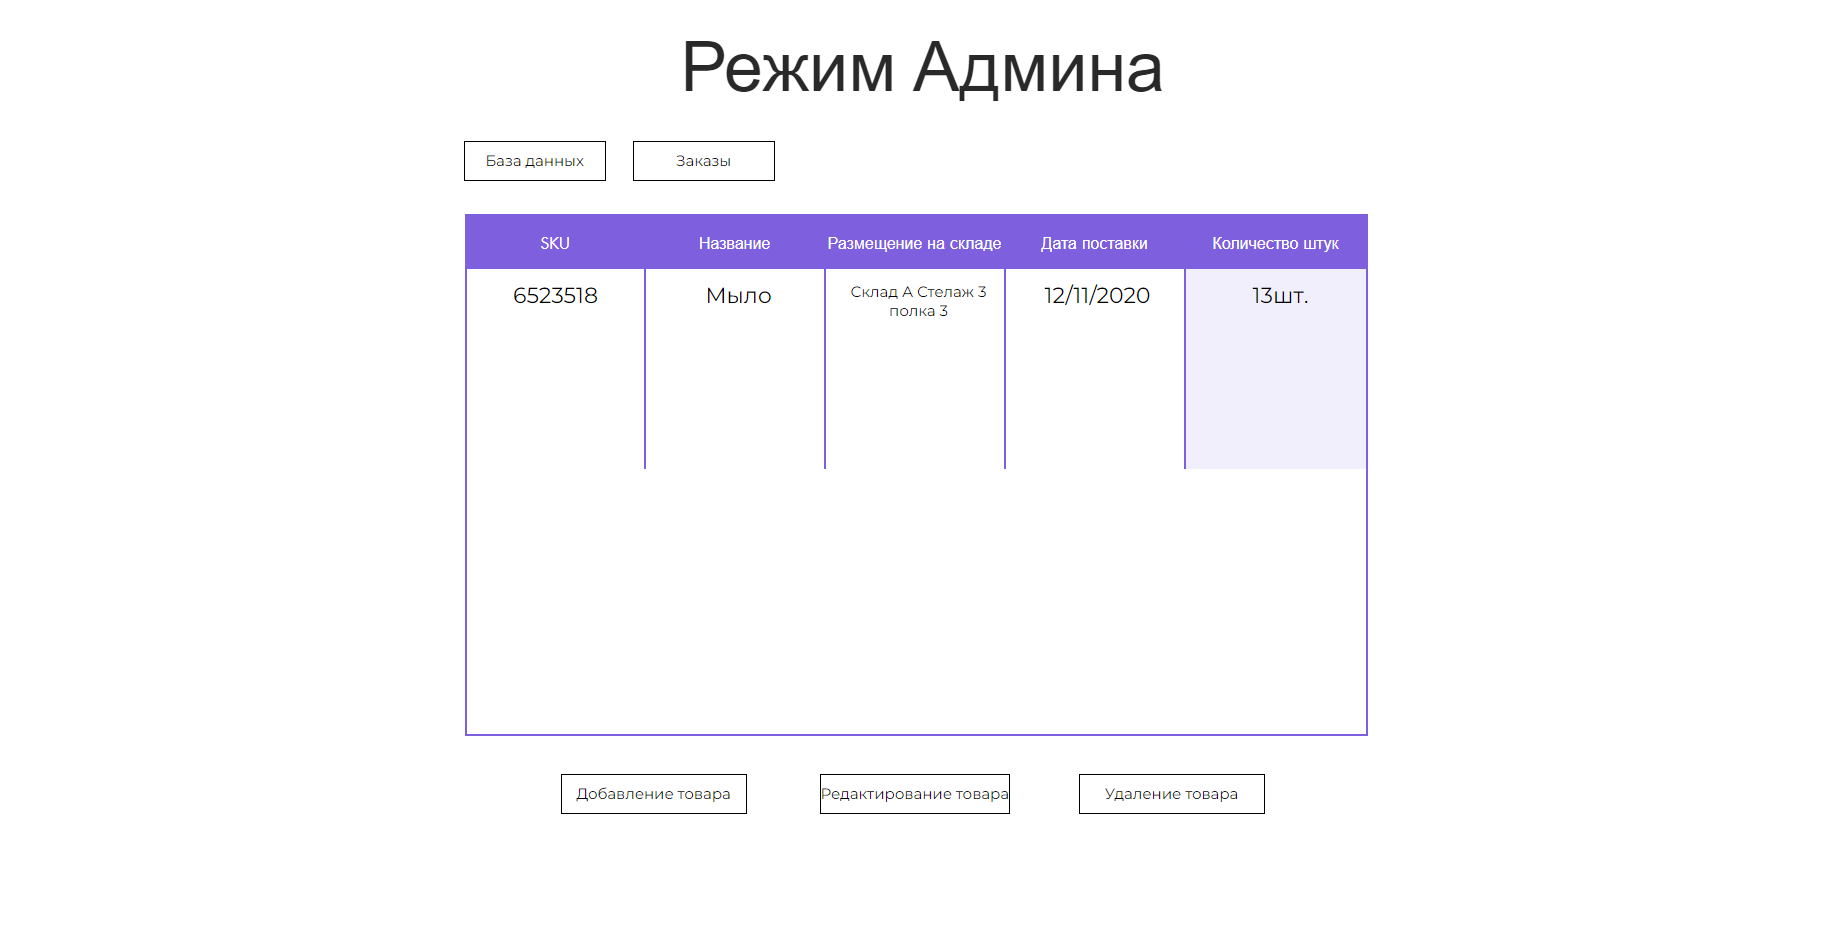 Режим Админа
База данных
Заказы
SKU
Название
Размещение на складе
Дата поставки
Количество штук
6523518
Мыло
Склад А Стелаж 3
полка 3
12/11/2020
13шт.
Добавление товара
Редактирование товара
Удаление товара